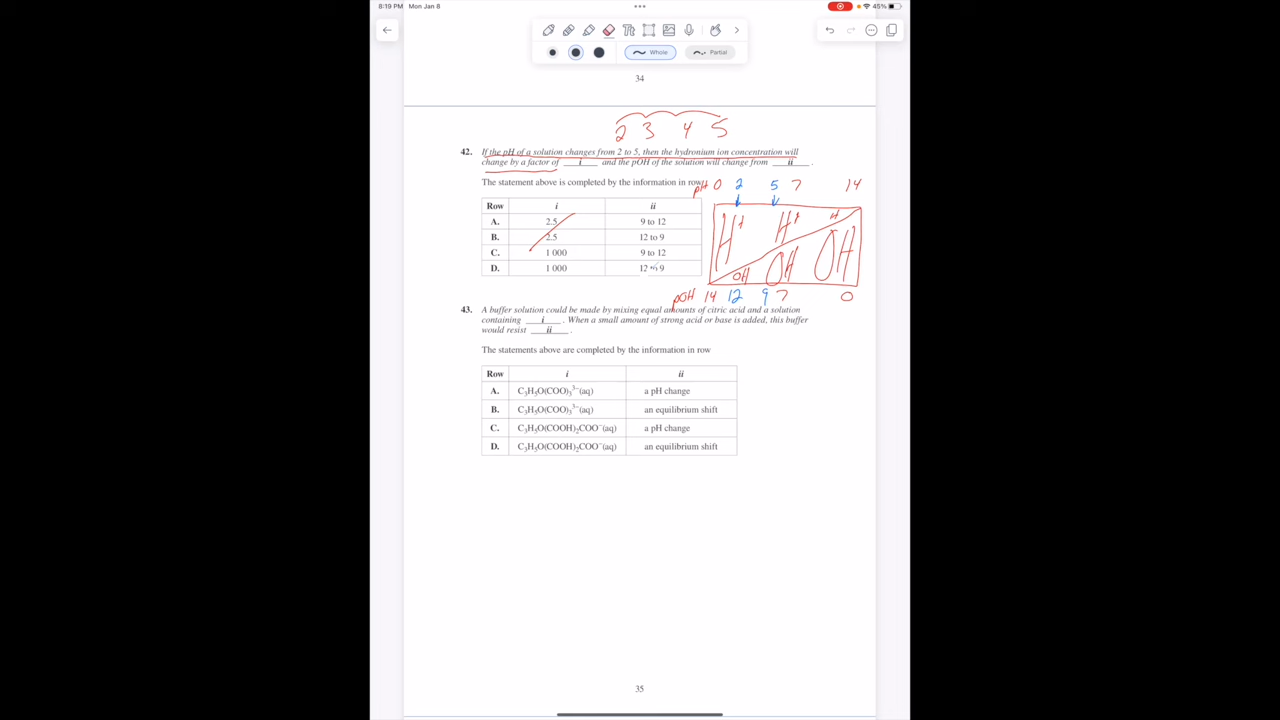 8:19 PM Mon Jan 8
45%
Whole
Partial
34
2 3 4 5
42. If the pH of a solution changes from 2 to 5, then the hydronium ion concentration will
change by a factor of i and the pOH of the solution will change from ii .
The statement above is completed by the information in row
pH 0 2 5 7 14
Row i ii
A. 2.5 9 to 12
B. 2.5 12 to 9
C. 1 000 9 to 12
D. 1 000 12 to 9
H+ H+ H
OH OH OH
pOH 14 12 9 7 0
43. A buffer solution could be made by mixing equal amounts of citric acid and a solution
containing i . When a small amount of strong acid or base is added, this buffer
would resist ii .
The statements above are completed by the information in row
Row i ii
A. C₃H₅O(COO)₃³⁻(aq) a pH change
B. C₃H₅O(COO)₃³⁻(aq) an equilibrium shift
C. C₃H₅O(COOH)₂COO⁻(aq) a pH change
D. C₃H₅O(COOH)₂COO⁻(aq) an equilibrium shift
35